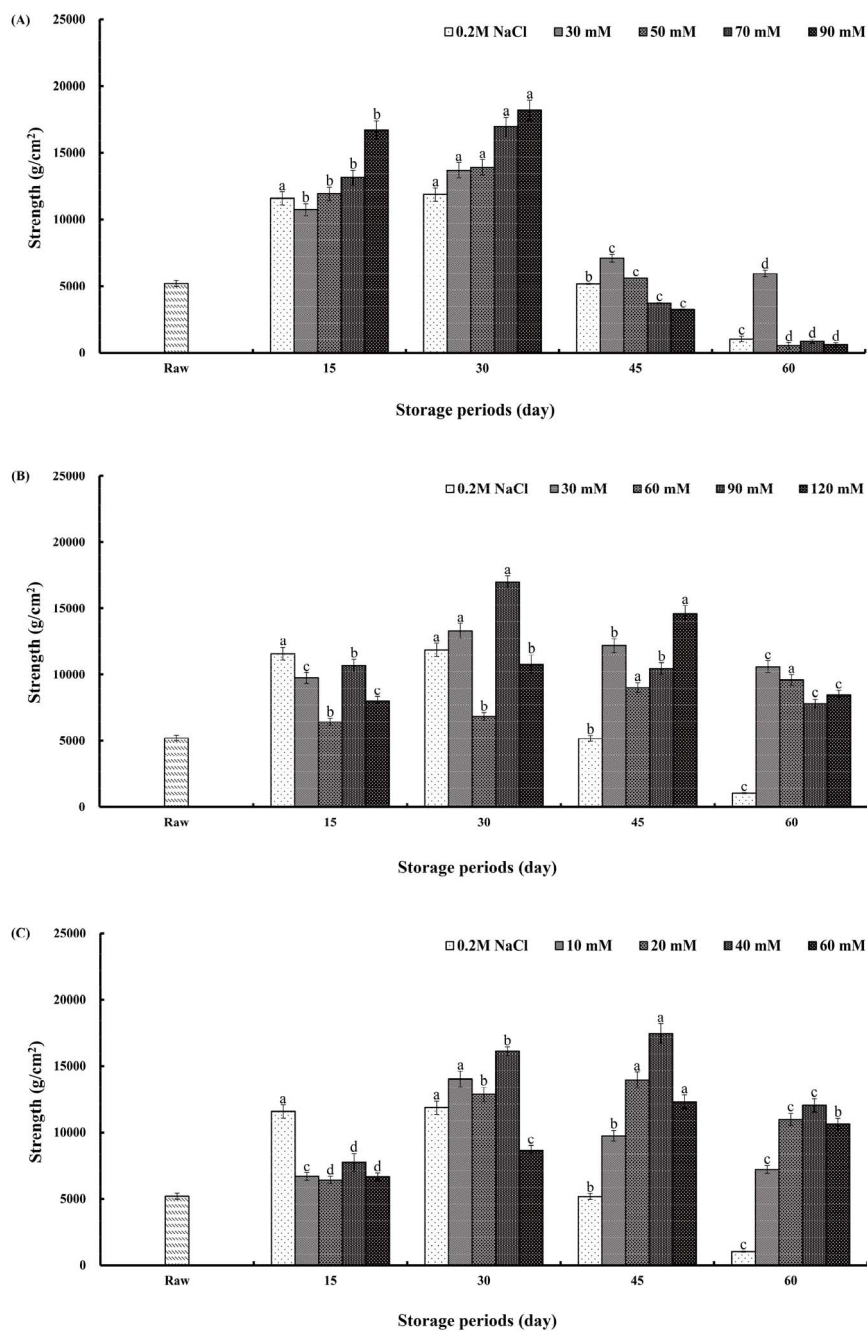 (A)
25000
0.2M NaCl 30 mM 50 mM 70 mM 90 mM
20000
a
b a
15000
a a
b
a b b a
10000
Strength (g/cm²)
c
d
5000
b c
c c
c d d d
0
Raw 15 30 45 60
Storage periods (day)
(B)
25000
0.2M NaCl 30 mM 60 mM 90 mM 120 mM
20000
a
15000
a
a
a a b
b b b c
10000
Strength (g/cm²)
c a a
b b c c
5000
b
c
0
Raw 15 30 45 60
Storage periods (day)
(C)
25000
0.2M NaCl 10 mM 20 mM 40 mM 60 mM
20000
a
b
15000
a a
b
a a a c c
10000
Strength (g/cm²)
b c
c d d d c
5000
b
c
0
Raw 15 30 45 60
Storage periods (day)